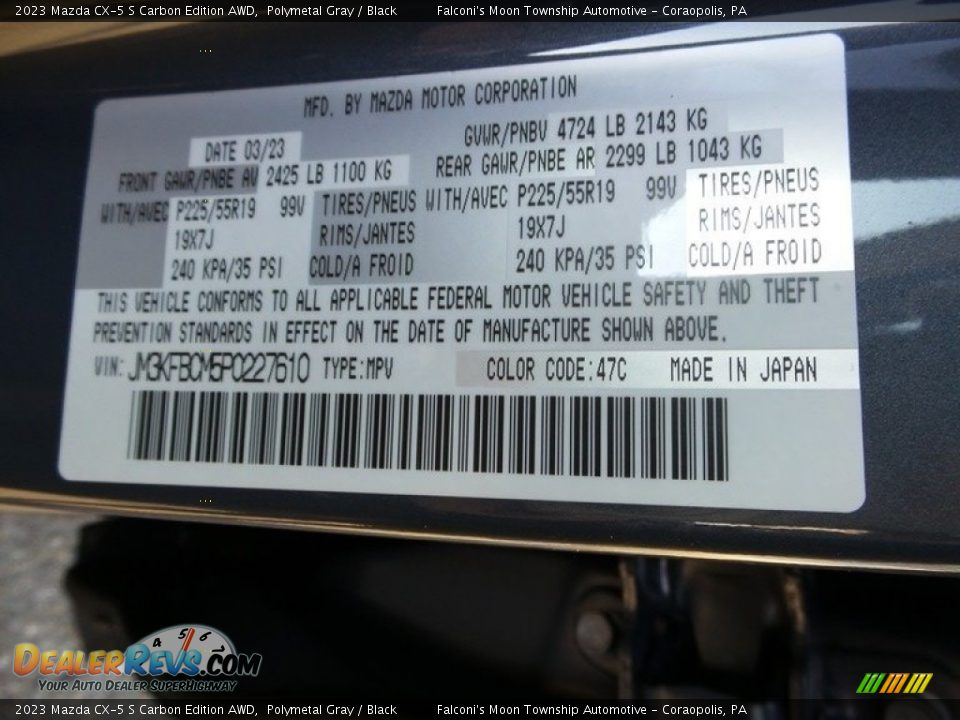 2023 Mazda CX-5 S Carbon Edition AWD, Polymetal Gray / Black Falconi's Moon Township Automotive - Coraopolis, PA
MFD. BY MAZDA MOTOR CORPORATION
DATE 03/23 GVWR/PNBV 4724 LB 2143 KG
FRONT GAWR/PNBE AV 2425 LB 1100 KG REAR GAWR/PNBE AR 2299 LB 1043 KG
WITH/AVEC P225/55R19 99V TIRES/PNEUS WITH/AVEC P225/55R19 99V TIRES/PNEUS
19X7J RIMS/JANTES 19X7J RIMS/JANTES
240 KPA/35 PSI COLD/A FROID 240 KPA/35 PSI COLD/A FROID
THIS VEHICLE CONFORMS TO ALL APPLICABLE FEDERAL MOTOR VEHICLE SAFETY AND THEFT
PREVENTION STANDARDS IN EFFECT ON THE DATE OF MANUFACTURE SHOWN ABOVE.
VIN: JM3KFBCM5P0227610 TYPE:MPV COLOR CODE:47C MADE IN JAPAN
4 5 6
DEALERREVS.COM
YOUR AUTO DEALER SUPERHIGHWAY
2023 Mazda CX-5 S Carbon Edition AWD, Polymetal Gray / Black Falconi's Moon Township Automotive - Coraopolis, PA